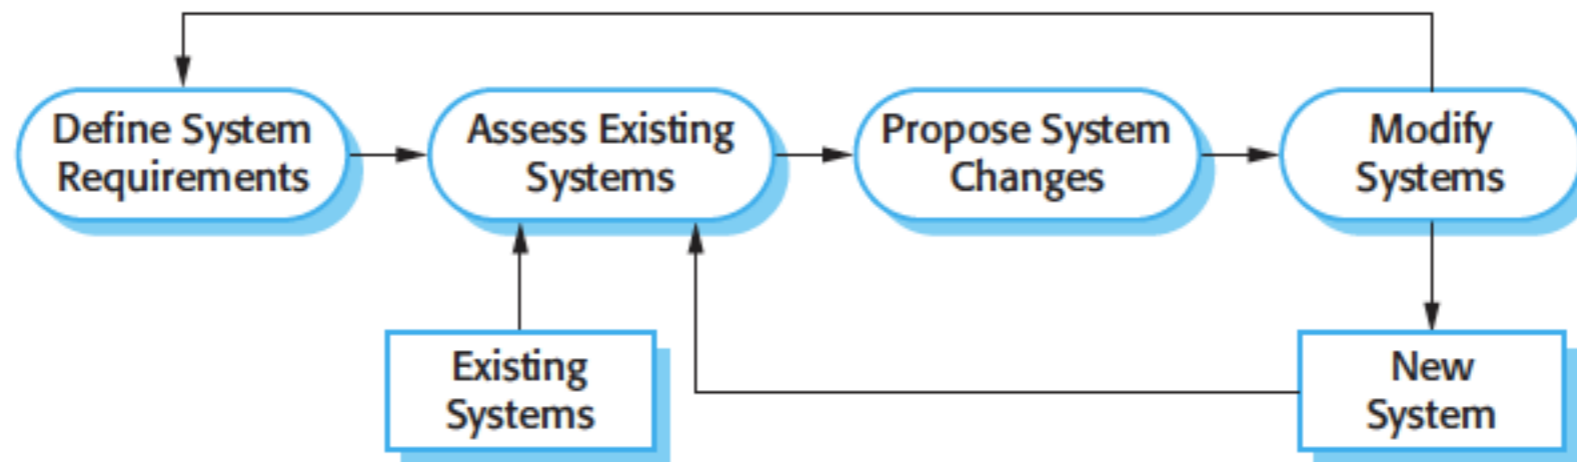 Define System
Requirements
Assess Existing
Systems
Propose System
Changes
Modify
Systems
Existing
Systems
New
System